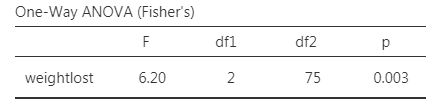 One-Way ANOVA (Fisher's)
F df1 df2 p
weightlost 6.20 2 75 0.003